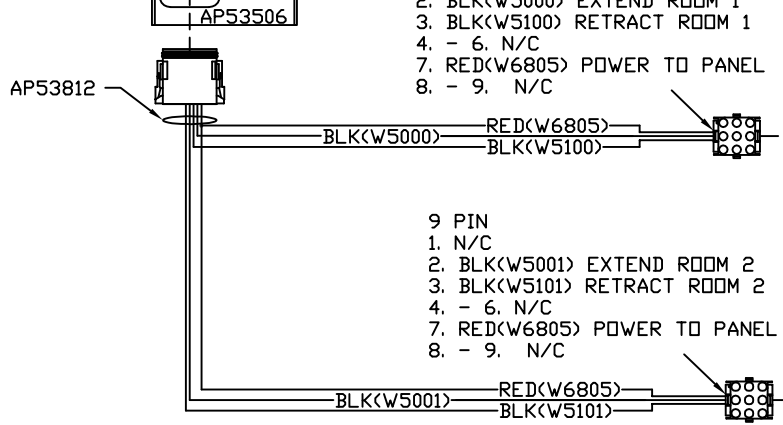 AP53506
2. BLK(W5000) EXTEND ROOM 1
3. BLK(W5100) RETRACT ROOM 1
4. - 6. N/C
7. RED(W6805) POWER TO PANEL
8. - 9. N/C
AP53812
RED(W6805)
BLK(W5000)
BLK(W5100)
9 PIN
1. N/C
2. BLK(W5001) EXTEND ROOM 2
3. BLK(W5101) RETRACT ROOM 2
4. - 6. N/C
7. RED(W6805) POWER TO PANEL
8. - 9. N/C
RED(W6805)
BLK(W5001)
BLK(W5101)